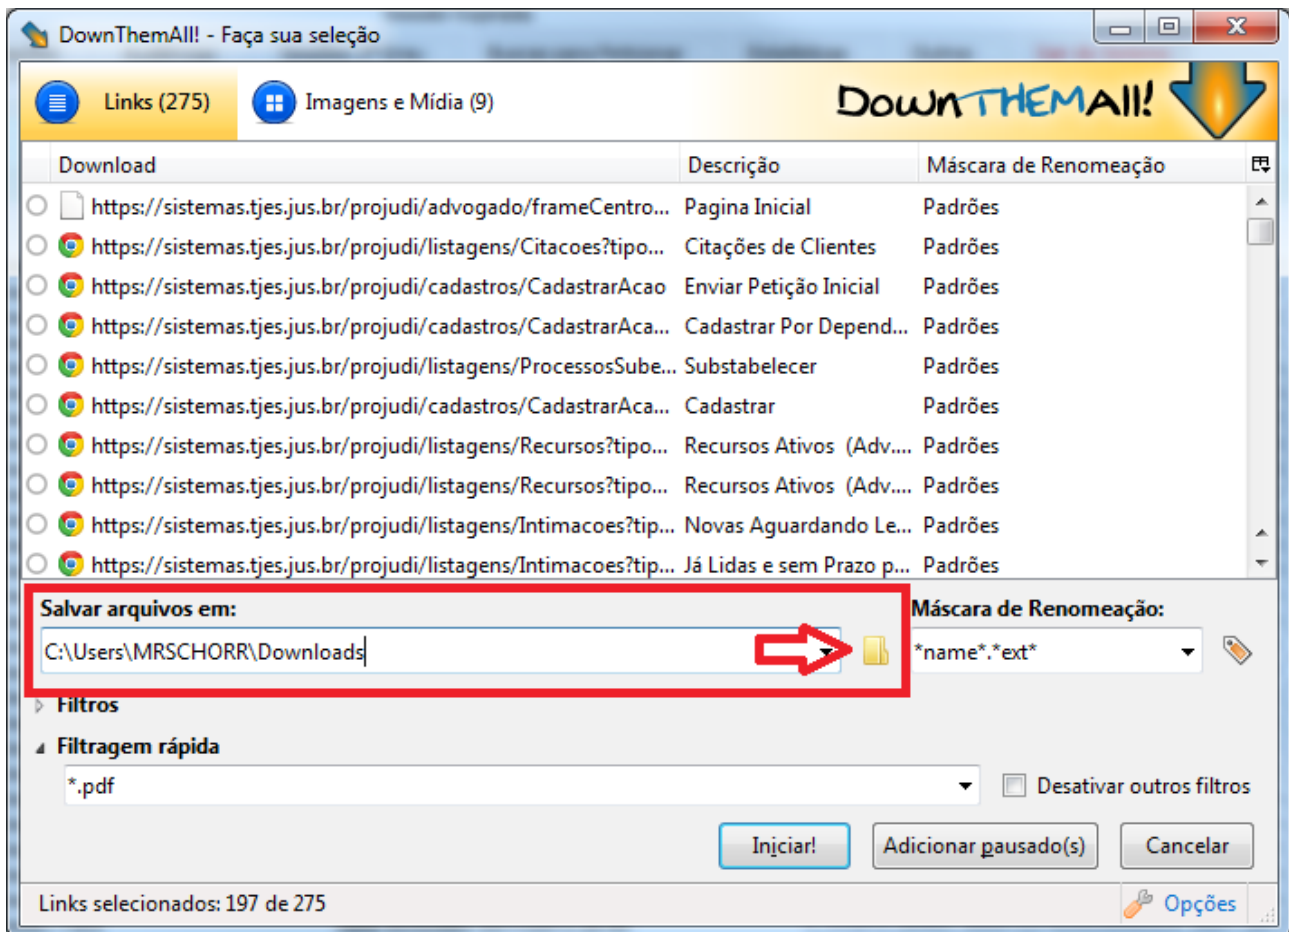 DownThemAll! - Faça sua seleção
Links (275) Imagens e Mídia (9) DownTHEMAll!
Download Descrição Máscara de Renomeação
https://sistemas.tjes.jus.br/projudi/advogado/frameCentro... Pagina Inicial Padrões
https://sistemas.tjes.jus.br/projudi/listagens/Citacoes?tipo... Citações de Clientes Padrões
https://sistemas.tjes.jus.br/projudi/cadastros/CadastrarAcao Enviar Petição Inicial Padrões
https://sistemas.tjes.jus.br/projudi/cadastros/CadastrarAca... Cadastrar Por Depend... Padrões
https://sistemas.tjes.jus.br/projudi/listagens/ProcessosSube... Substabelecer Padrões
https://sistemas.tjes.jus.br/projudi/cadastros/CadastrarAca... Cadastrar Padrões
https://sistemas.tjes.jus.br/projudi/listagens/Recursos?tipo... Recursos Ativos (Adv.... Padrões
https://sistemas.tjes.jus.br/projudi/listagens/Recursos?tipo... Recursos Ativos (Adv.... Padrões
https://sistemas.tjes.jus.br/projudi/listagens/Intimacoes?tip... Novas Aguardando Le... Padrões
https://sistemas.tjes.jus.br/projudi/listagens/Intimacoes?tip... Já Lidas e sem Prazo p... Padrões
Salvar arquivos em: Máscara de Renomeação:
C:\Users\MRSCHORR\Downloads *name*.*ext*
Filtros
Filtragem rápida
*.pdf Desativar outros filtros
Iniciar! Adicionar pausado(s) Cancelar
Links selecionados: 197 de 275 Opções